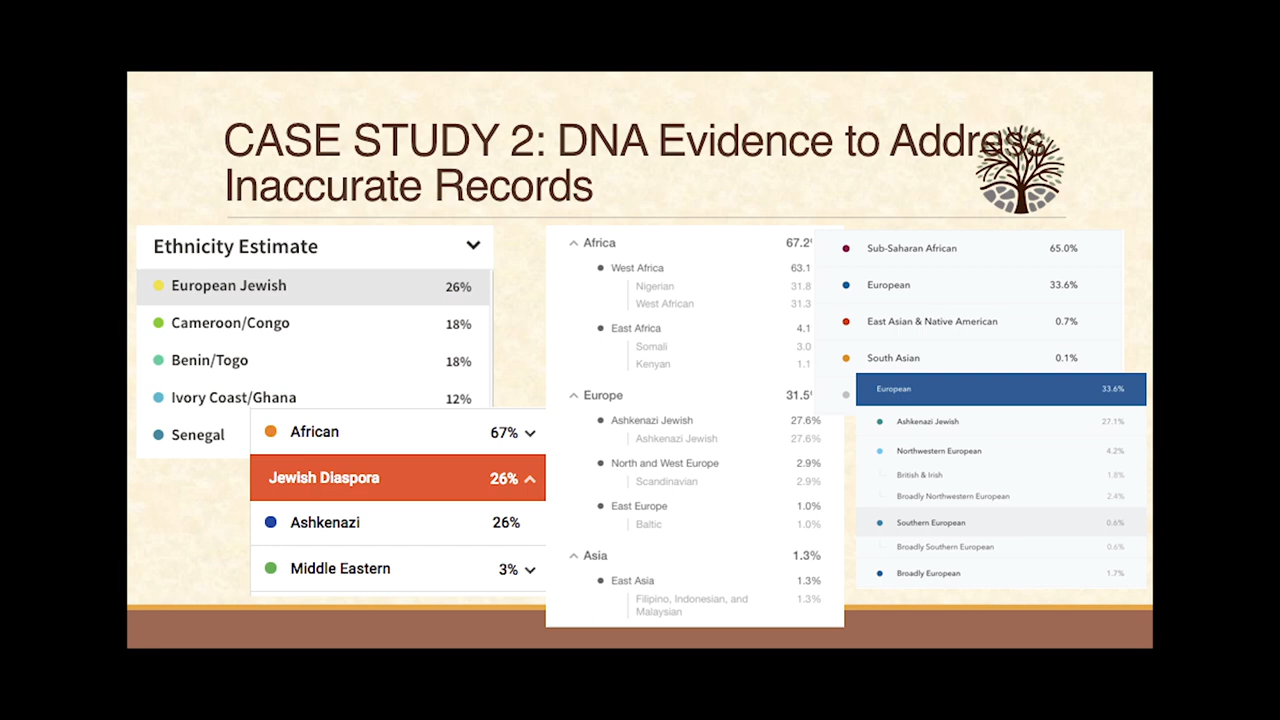 CASE STUDY 2: DNA Evidence to Address
Inaccurate Records
Ethnicity Estimate
European Jewish 26%
Cameroon/Congo 18%
Benin/Togo 18%
Ivory Coast/Ghana 12%
Senegal
African 67%
Jewish Diaspora 26%
Ashkenazi 26%
Middle Eastern 3%
Africa 67.2
West Africa 63.1
Nigerian 31.8
West African 31.3
East Africa 4.1
Somali 3.0
Kenyan 1.1
Europe 31.5
Ashkenazi Jewish 27.6%
Ashkenazi Jewish 27.6%
North and West Europe 2.9%
Scandinavian 2.9%
East Europe 1.0%
Baltic 1.0%
Asia 1.3%
East Asia 1.3%
Filipino, Indonesian, and 1.3%
Malaysian
Sub-Saharan African 65.0%
European 33.6%
East Asian & Native American 0.7%
South Asian 0.1%
European 33.6%
Ashkenazi Jewish 27.1%
Northwestern European 4.2%
British & Irish 1.8%
Broadly Northwestern European 2.4%
Southern European 0.6%
Broadly Southern European 0.6%
Broadly European 1.7%